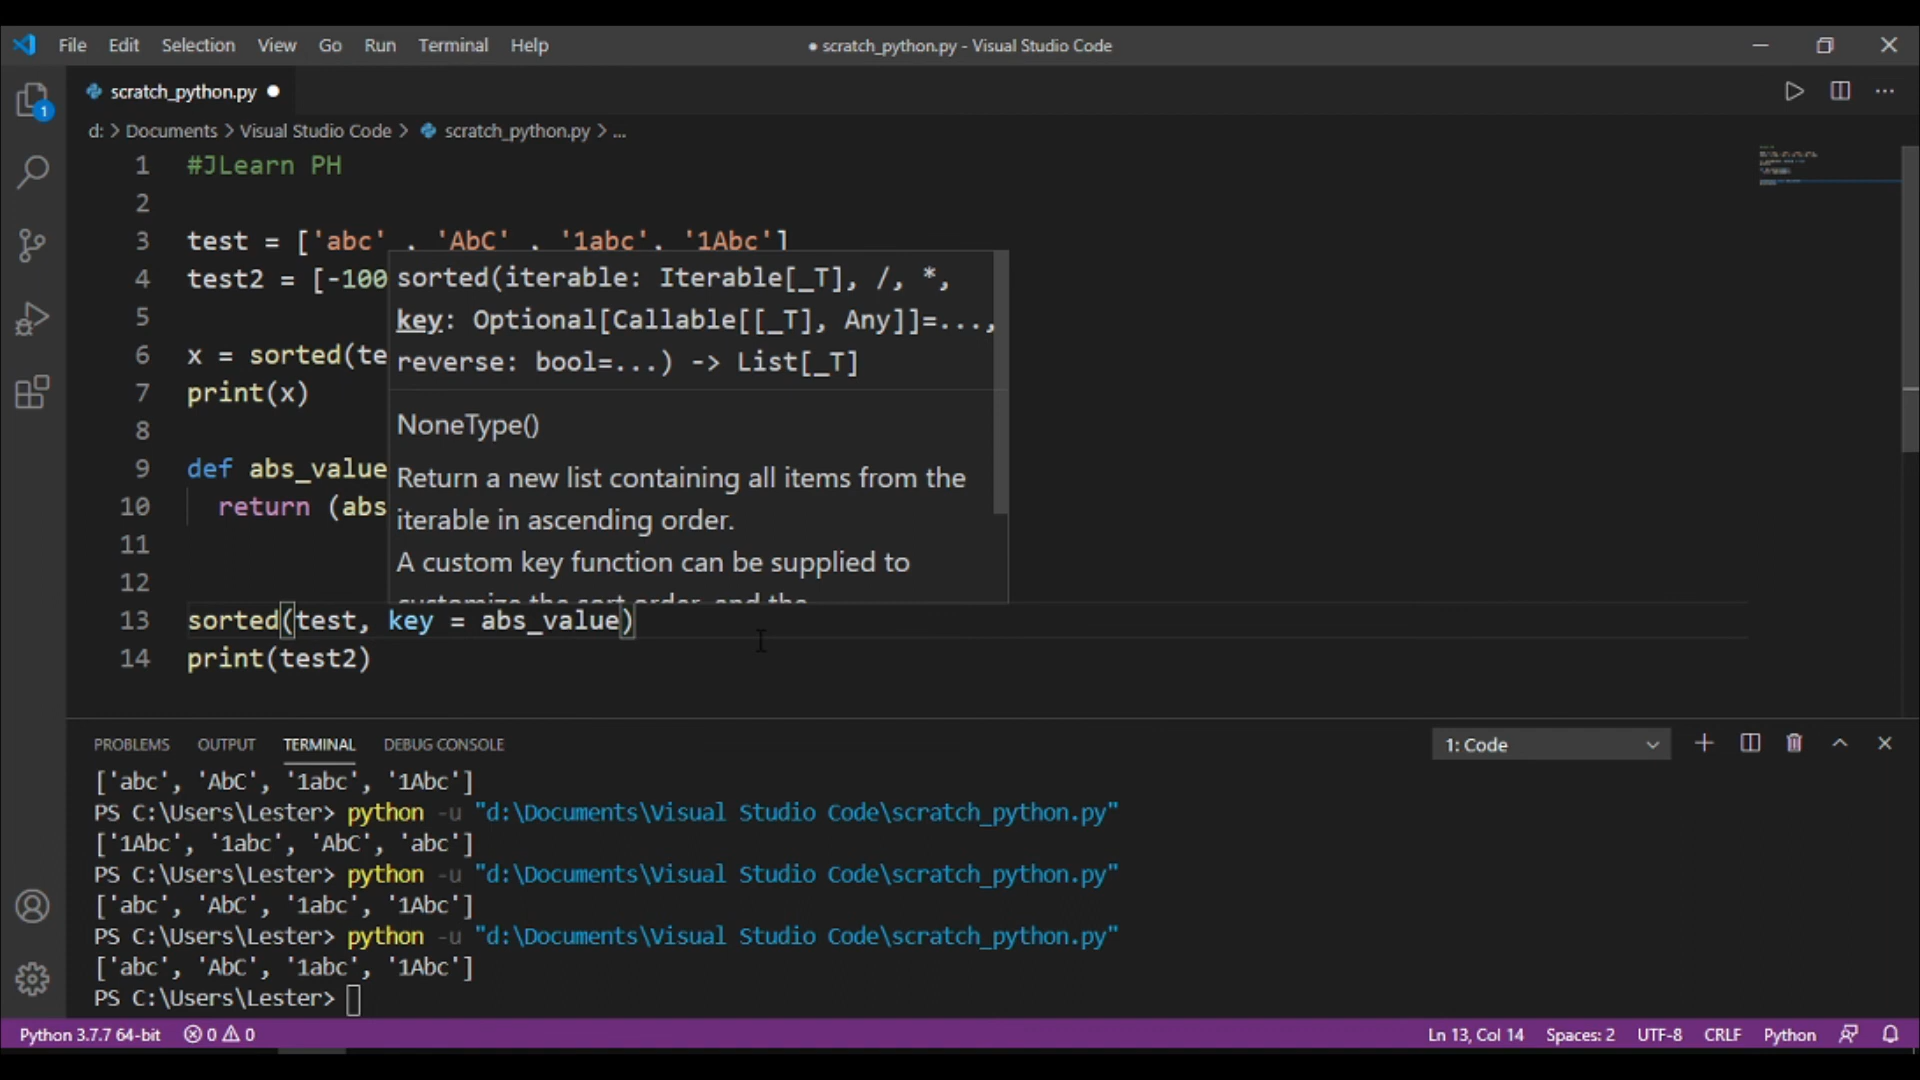 File Edit Selection View Go Run Terminal Help
● scratch_python.py - Visual Studio Code
scratch_python.py ●
d: > Documents > Visual Studio Code > scratch_python.py > ...
1 #JLearn PH
2
3 test = ['abc' , 'AbC' , '1abc', '1Abc']
4 test2 = [-100
sorted(iterable: Iterable[_T], /, *,
key: Optional[Callable[[_T], Any]]=...,
reverse: bool=...) -> List[_T]
5
6 x = sorted(te
7 print(x)
8
NoneType()
9 def abs_value
Return a new list containing all items from the
10 return (abs
iterable in ascending order.
11
A custom key function can be supplied to
12
customize the sort order, and the
13 sorted(test, key = abs_value)
14 print(test2)
PROBLEMS OUTPUT TERMINAL DEBUG CONSOLE
1: Code
['abc', 'AbC', '1abc', '1Abc']
PS C:\Users\Lester> python -u "d:\Documents\Visual Studio Code\scratch_python.py"
['1Abc', '1abc', 'AbC', 'abc']
PS C:\Users\Lester> python -u "d:\Documents\Visual Studio Code\scratch_python.py"
['abc', 'AbC', '1abc', '1Abc']
PS C:\Users\Lester> python -u "d:\Documents\Visual Studio Code\scratch_python.py"
['abc', 'AbC', '1abc', '1Abc']
PS C:\Users\Lester>
1
Python 3.7.7 64-bit 0 0
Ln 13, Col 14 Spaces: 2 UTF-8 CRLF Python